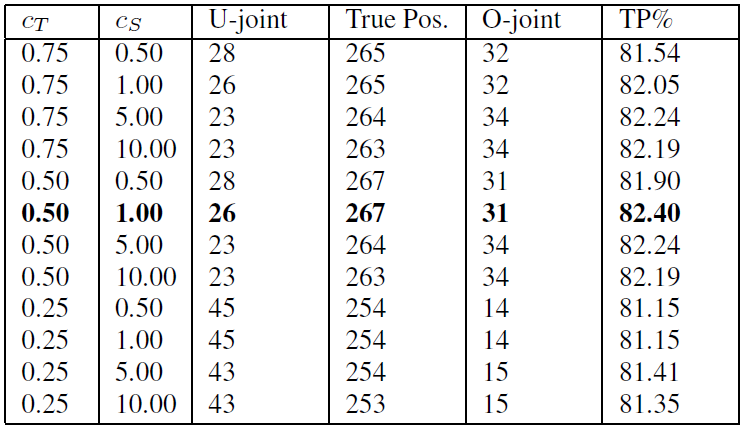 cT cS U-joint True Pos. O-joint TP%
0.75 0.50 28 265 32 81.54
0.75 1.00 26 265 32 82.05
0.75 5.00 23 264 34 82.24
0.75 10.00 23 263 34 82.19
0.50 0.50 28 267 31 81.90
0.50 1.00 26 267 31 82.40
0.50 5.00 23 264 34 82.24
0.50 10.00 23 263 34 82.19
0.25 0.50 45 254 14 81.15
0.25 1.00 45 254 14 81.15
0.25 5.00 43 254 15 81.41
0.25 10.00 43 253 15 81.35